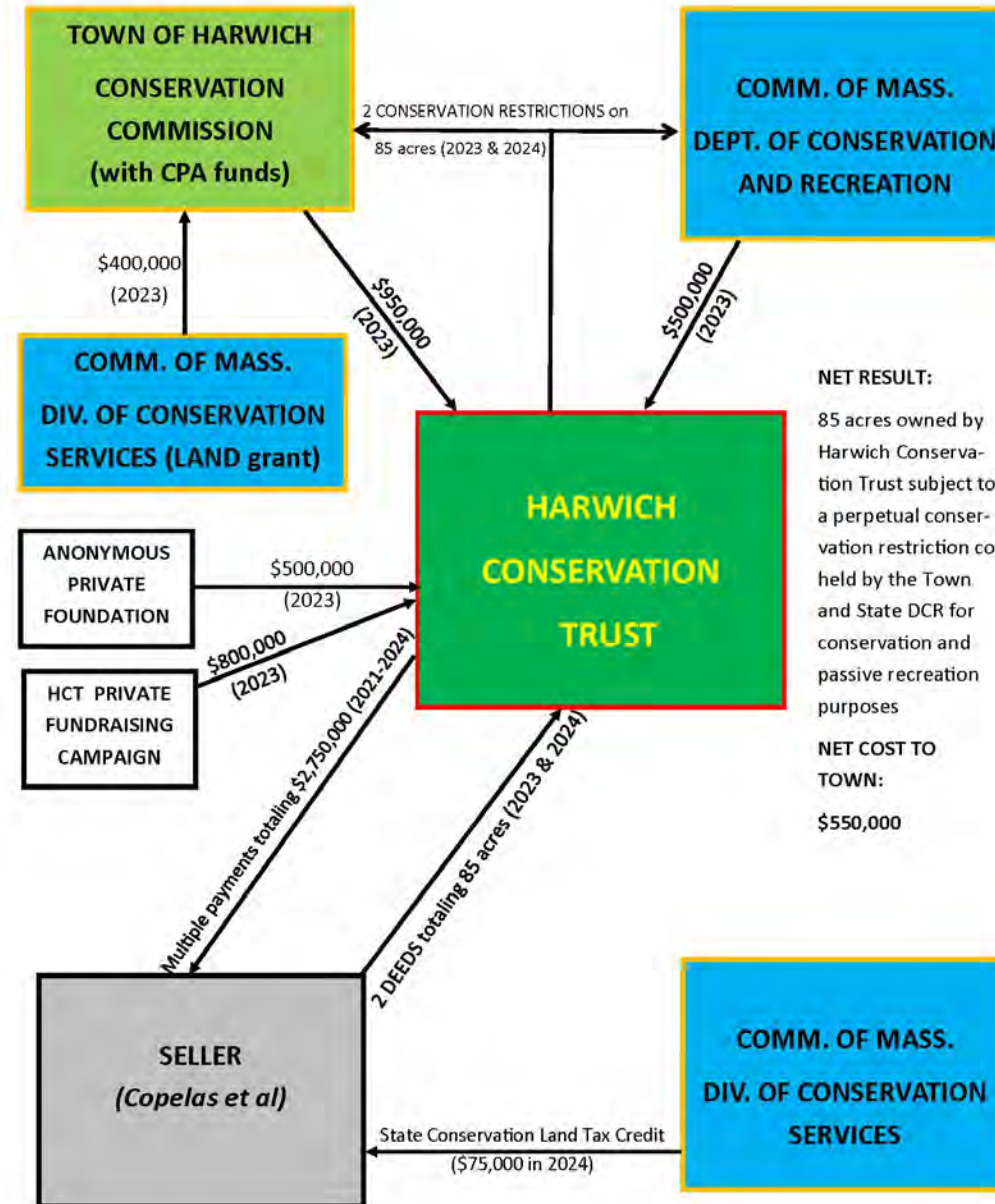 TOWN OF HARWICH
CONSERVATION
COMMISSION
(with CPA funds)
2 CONSERVATION RESTRICTIONS on
85 acres (2023 & 2024)
COMM. OF MASS.
DEPT. OF CONSERVATION
AND RECREATION
$400,000
(2023)
$950,000
(2023)
$500,000
(2023)
COMM. OF MASS.
DIV. OF CONSERVATION
SERVICES (LAND grant)
HARWICH
CONSERVATION
TRUST
NET RESULT:
85 acres owned by
Harwich Conserva-
tion Trust subject to
a perpetual conser-
vation restriction co
held by the Town
and State DCR for
conservation and
passive recreation
purposes
NET COST TO
TOWN:
$550,000
ANONYMOUS
PRIVATE
FOUNDATION
$500,000
(2023)
HCT PRIVATE
FUNDRAISING
CAMPAIGN
$800,000
(2023)
Multiple payments totaling $2,750,000 (2021-2024)
2 DEEDS totaling 85 acres (2023 & 2024)
SELLER
(Copelas et al)
State Conservation Land Tax Credit
($75,000 in 2024)
COMM. OF MASS.
DIV. OF CONSERVATION
SERVICES